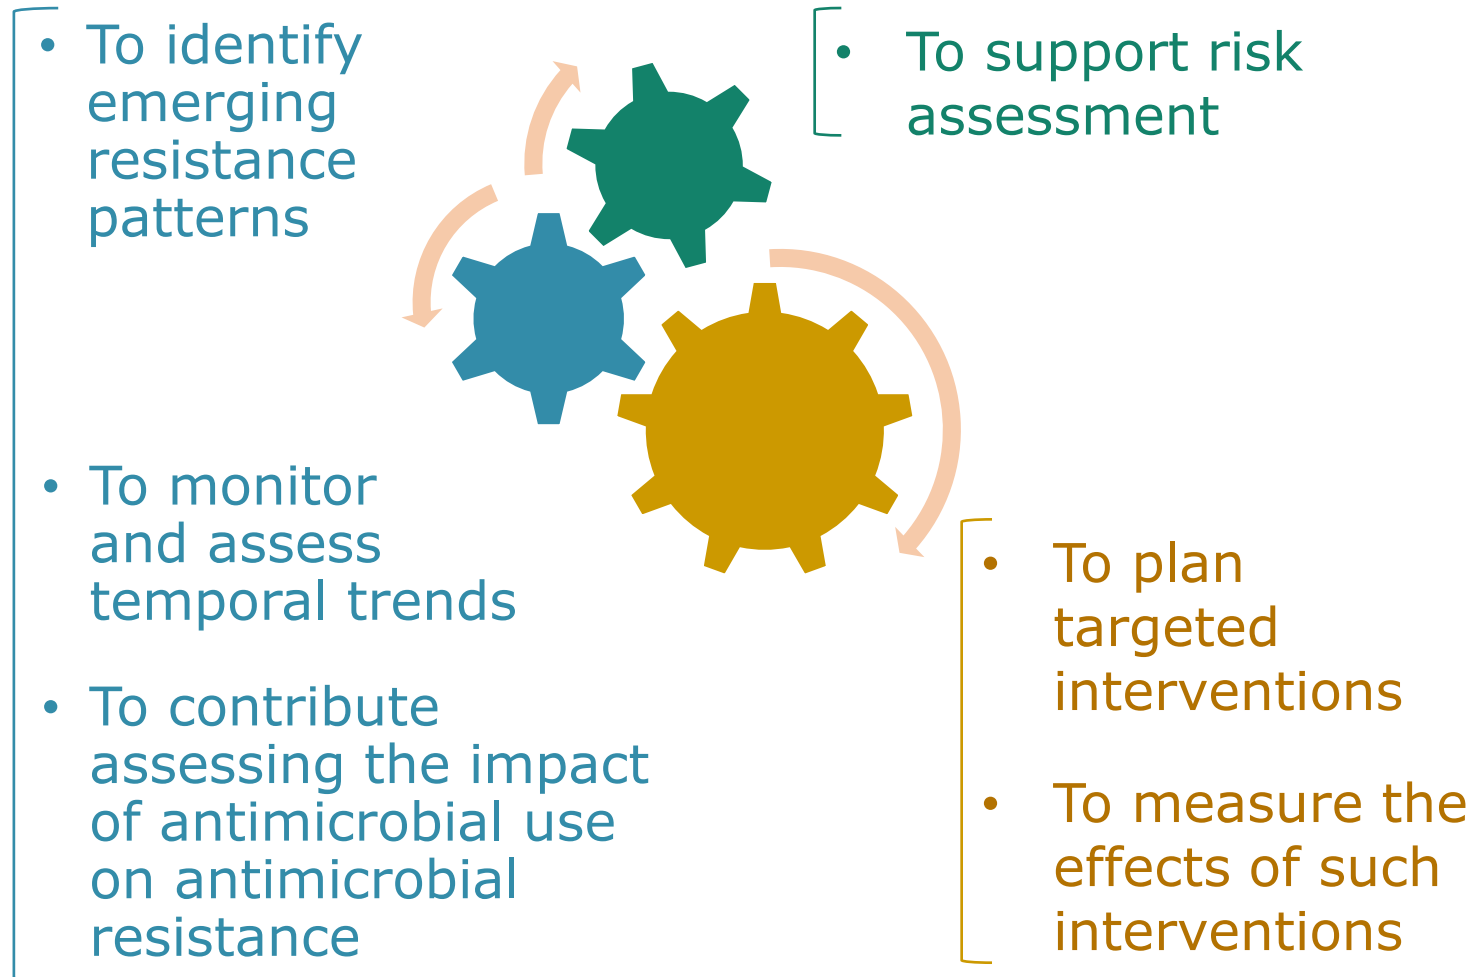 • To identify
emerging
resistance
patterns
• To monitor
and assess
temporal trends
• To contribute
assessing the impact
of antimicrobial use
on antimicrobial
resistance
• To support risk
assessment
• To plan
targeted
interventions
• To measure the
effects of such
interventions